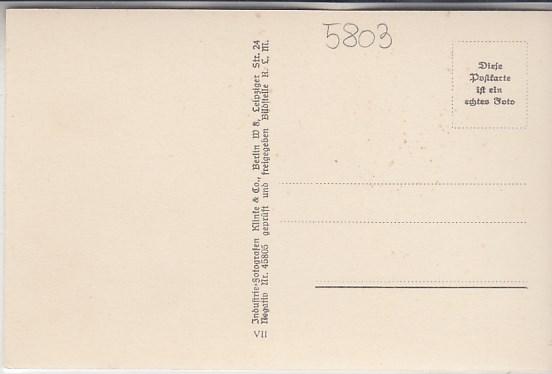 5803
Diese
Postkarte
ist ein
echtes Foto
Industrie-Fotografen Klinke & Co., Berlin W 8, Leipziger Str. 24
Negativ Nr. 45805 geprüft und freigegeben Bildstelle R. L. M.
VII